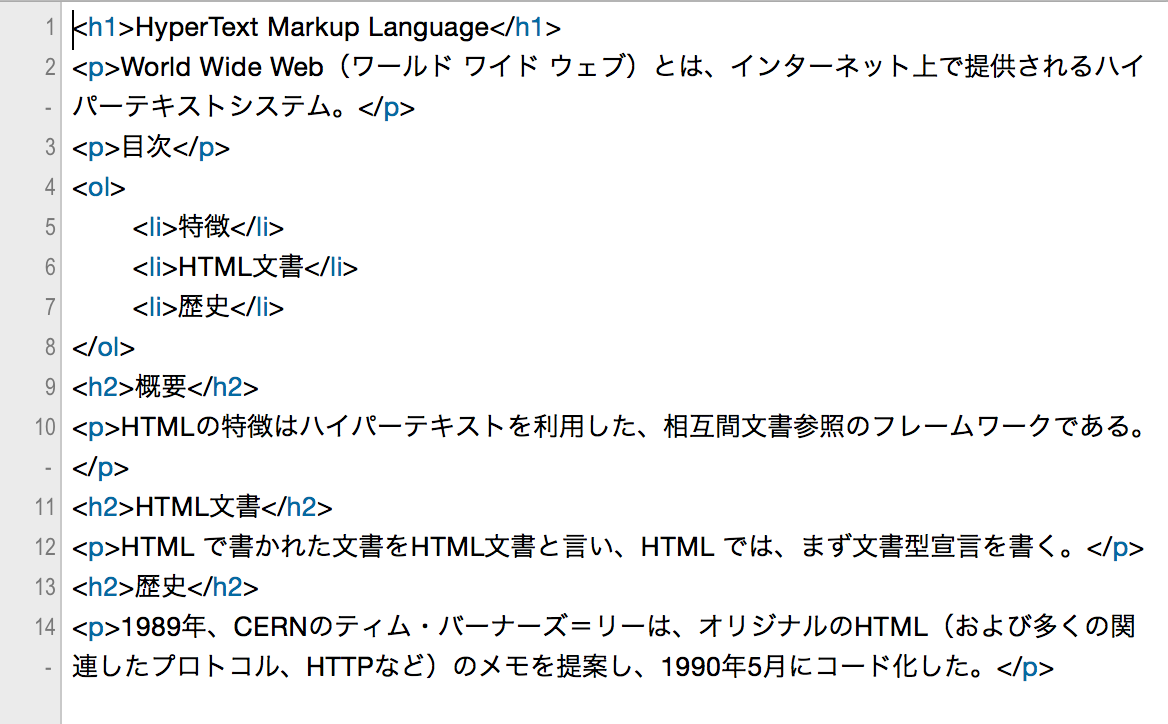 1 <h1>HyperText Markup Language</h1>
2 <p>World Wide Web（ワールド ワイド ウェブ）とは、インターネット上で提供されるハイ
- パーテキストシステム。</p>
3 <p>目次</p>
4 <ol>
5 <li>特徴</li>
6 <li>HTML文書</li>
7 <li>歴史</li>
8 </ol>
9 <h2>概要</h2>
10 <p>HTMLの特徴はハイパーテキストを利用した、相互間文書参照のフレームワークである。
- </p>
11 <h2>HTML文書</h2>
12 <p>HTML で書かれた文書をHTML文書と言い、HTML では、まず文書型宣言を書く。</p>
13 <h2>歴史</h2>
14 <p>1989年、CERNのティム・バーナーズ＝リーは、オリジナルのHTML（および多くの関
- 連したプロトコル、HTTPなど）のメモを提案し、1990年5月にコード化した。</p>